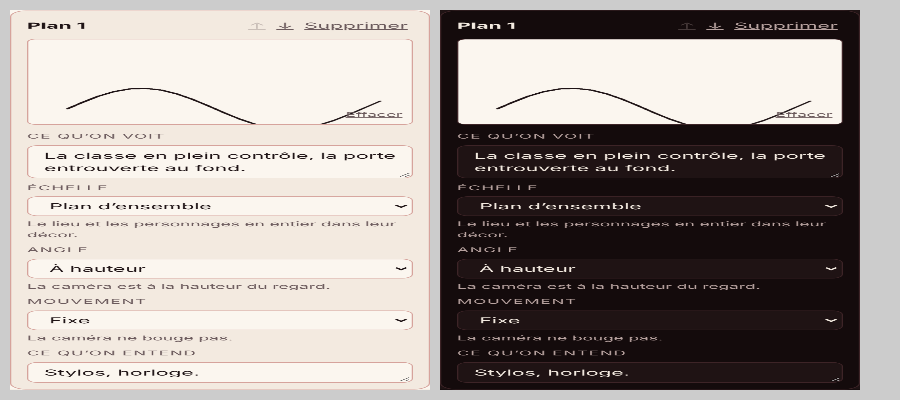 Plan 1 ↑ ↓ Supprimer
Effacer
CE QU'ON VOIT
La classe en plein contrôle, la porte
entrouverte au fond.
ÉCHELLE
Plan d'ensemble
Le lieu et les personnages en entier dans leur
décor.
ANGLE
À hauteur
La caméra est à la hauteur du regard.
MOUVEMENT
Fixe
La caméra ne bouge pas.
CE QU'ON ENTEND
Stylos, horloge.
Plan 1 ↑ ↓ Supprimer
Effacer
CE QU'ON VOIT
La classe en plein contrôle, la porte
entrouverte au fond.
ÉCHELLE
Plan d'ensemble
Le lieu et les personnages en entier dans leur
décor.
ANGLE
À hauteur
La caméra est à la hauteur du regard.
MOUVEMENT
Fixe
La caméra ne bouge pas.
CE QU'ON ENTEND
Stylos, horloge.